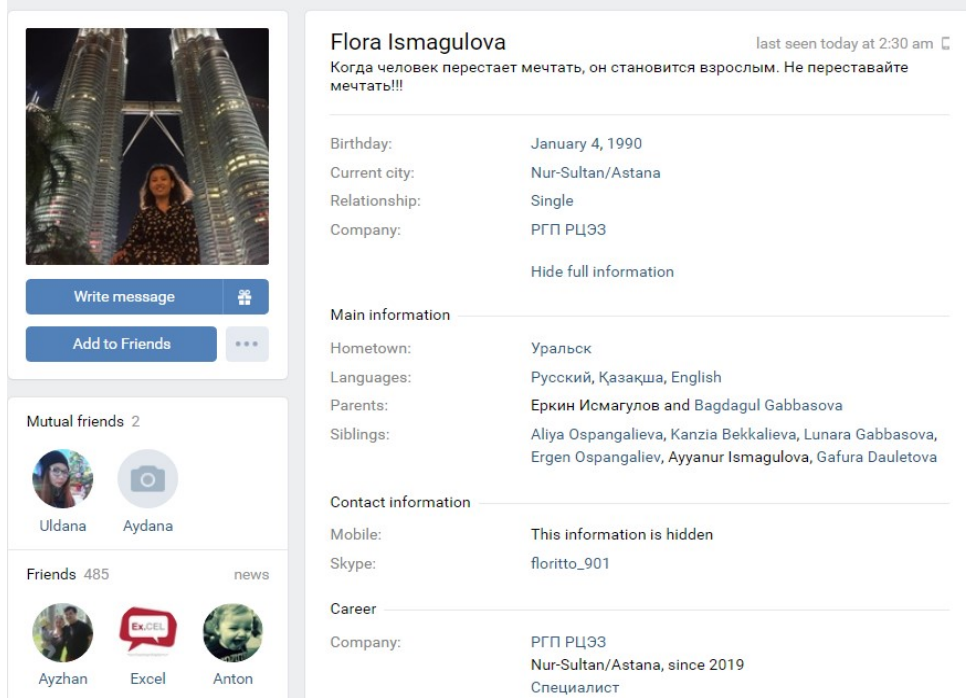 Flora Ismagulova
last seen today at 2:30 am
Когда человек перестает мечтать, он становится взрослым. Не переставайте
мечтать!!!
Birthday: January 4, 1990
Current city: Nur-Sultan/Astana
Relationship: Single
Company: РГП РЦЭЗ
Hide full information
Main information
Hometown: Уральск
Languages: Русский, Қазақша, English
Parents: Еркин Исмагулов and Bagdagul Gabbasova
Siblings: Aliya Ospangalieva, Kanzia Bekkalieva, Lunara Gabbasova,
Ergen Ospangaliev, Ayyanur Ismagulova, Gafura Dauletova
Contact information
Mobile: This information is hidden
Skype: floritto_901
Career
Company: РГП РЦЭЗ
Nur-Sultan/Astana, since 2019
Специалист
Write message
Add to Friends
Mutual friends 2
Uldana Aydana
Friends 485 news
Ex.CEL
Ayzhan Excel Anton